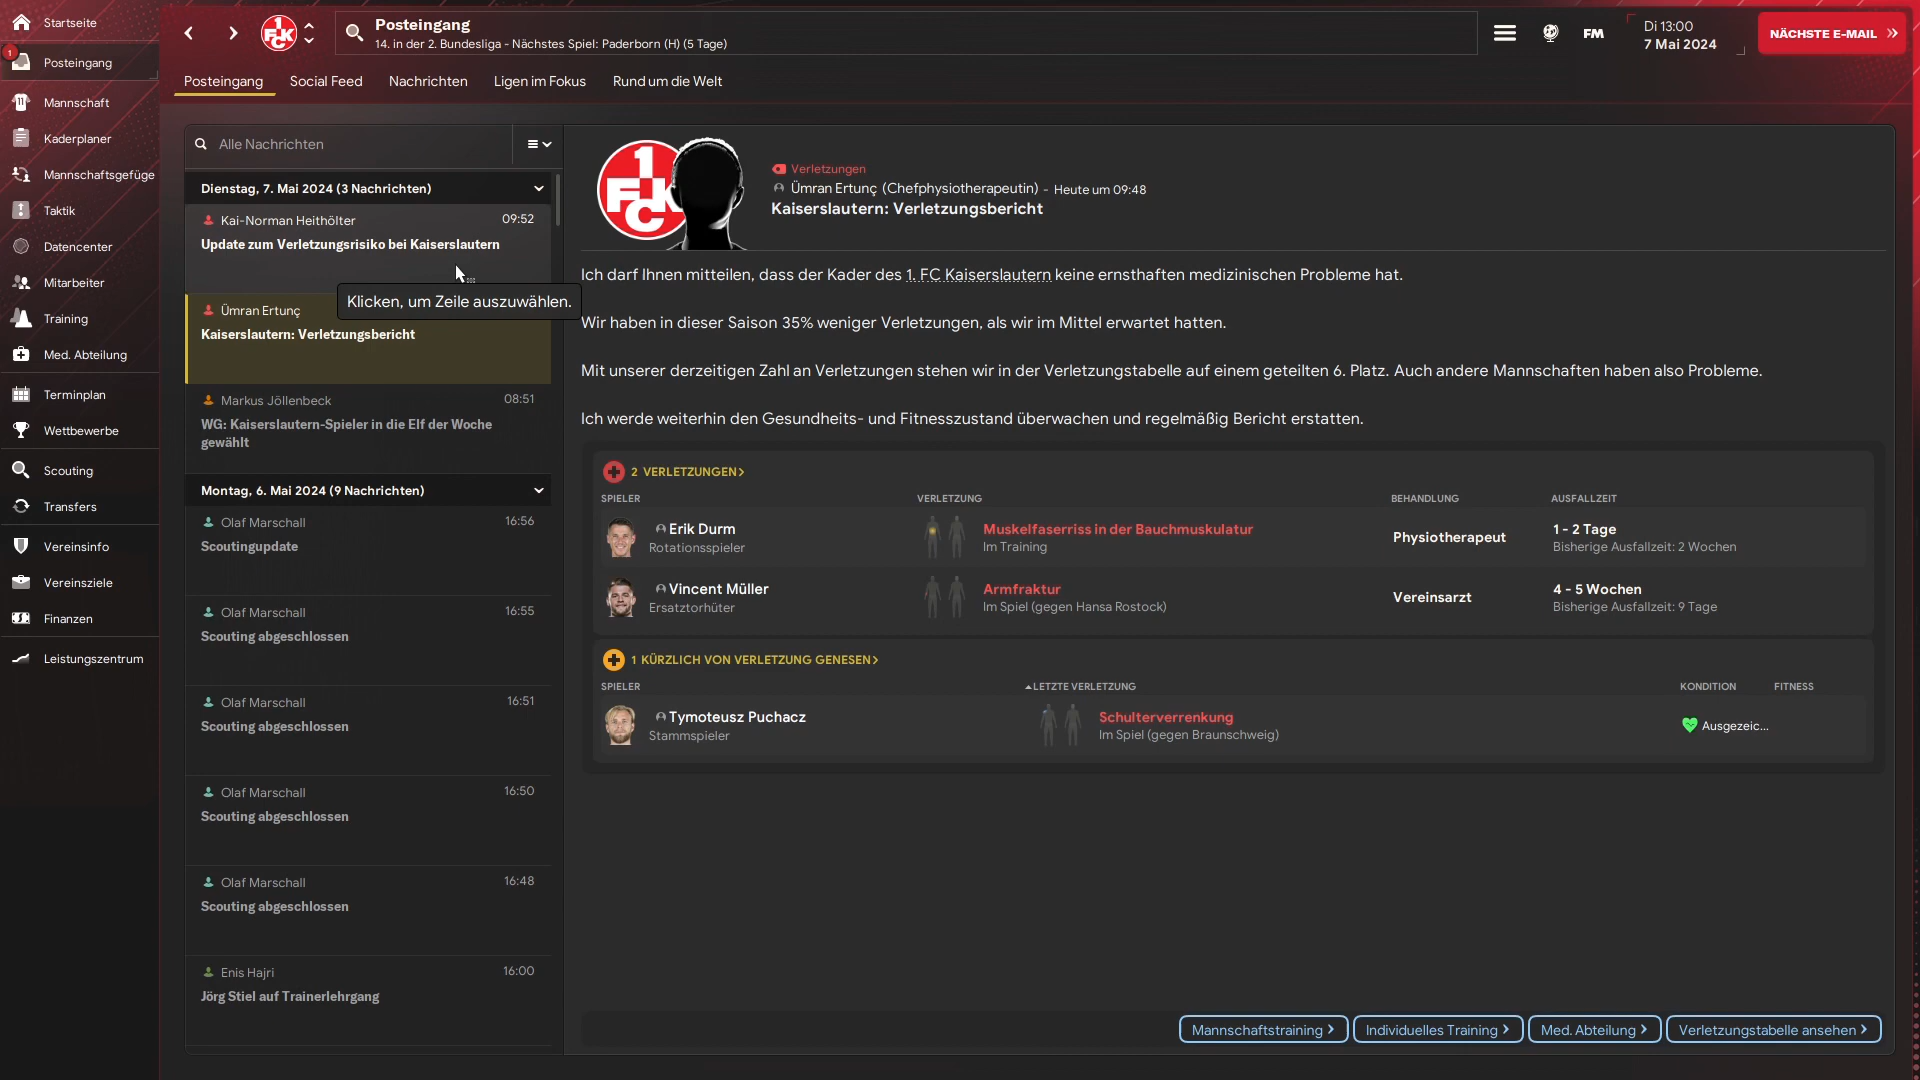 Startseite
1
Posteingang
Mannschaft
Kaderplaner
Mannschaftsgefüge
Taktik
Datencenter
Mitarbeiter
Training
Med. Abteilung
Terminplan
Wettbewerbe
Scouting
Transfers
Vereinsinfo
Vereinsziele
Finanzen
Leistungszentrum
1
FCK
Posteingang
14. in der 2. Bundesliga - Nächstes Spiel: Paderborn (H) (5 Tage)
FM
Di 13:00
7 Mai 2024
NÄCHSTE E-MAIL
Posteingang
Social Feed
Nachrichten
Ligen im Fokus
Rund um die Welt
Alle Nachrichten
Dienstag, 7. Mai 2024 (3 Nachrichten)
Kai-Norman Heithölter 09:52
Update zum Verletzungsrisiko bei Kaiserslautern
Klicken, um Zeile auszuwählen.
Ümran Ertunç
Kaiserslautern: Verletzungsbericht
Markus Jöllenbeck 08:51
WG: Kaiserslautern-Spieler in die Elf der Woche
gewählt
Montag, 6. Mai 2024 (9 Nachrichten)
Olaf Marschall 16:56
Scoutingupdate
Olaf Marschall 16:55
Scouting abgeschlossen
Olaf Marschall 16:51
Scouting abgeschlossen
Olaf Marschall 16:50
Scouting abgeschlossen
Olaf Marschall 16:48
Scouting abgeschlossen
Enis Hajri 16:00
Jörg Stiel auf Trainerlehrgang
1
FCK
Verletzungen
Ümran Ertunç (Chefphysiotherapeutin) - Heute um 09:48
Kaiserslautern: Verletzungsbericht
Ich darf Ihnen mitteilen, dass der Kader des 1. FC Kaiserslautern keine ernsthaften medizinischen Probleme hat.
Wir haben in dieser Saison 35% weniger Verletzungen, als wir im Mittel erwartet hatten.
Mit unserer derzeitigen Zahl an Verletzungen stehen wir in der Verletzungstabelle auf einem geteilten 6. Platz. Auch andere Mannschaften haben also Probleme.
Ich werde weiterhin den Gesundheits- und Fitnesszustand überwachen und regelmäßig Bericht erstatten.
2 VERLETZUNGEN>
SPIELER VERLETZUNG BEHANDLUNG AUSFALLZEIT
Erik Durm Muskelfaserriss in der Bauchmuskulatur Physiotherapeut 1 - 2 Tage
Rotationsspieler Im Training Bisherige Ausfallzeit: 2 Wochen
Vincent Müller Armfraktur Vereinsarzt 4 - 5 Wochen
Ersatztorhüter Im Spiel (gegen Hansa Rostock) Bisherige Ausfallzeit: 9 Tage
1 KÜRZLICH VON VERLETZUNG GENESEN>
SPIELER LETZTE VERLETZUNG KONDITION FITNESS
Tymoteusz Puchacz Schulterverrenkung Ausgezeic...
Stammspieler Im Spiel (gegen Braunschweig)
Mannschaftstraining >
Individuelles Training >
Med. Abteilung >
Verletzungstabelle ansehen >